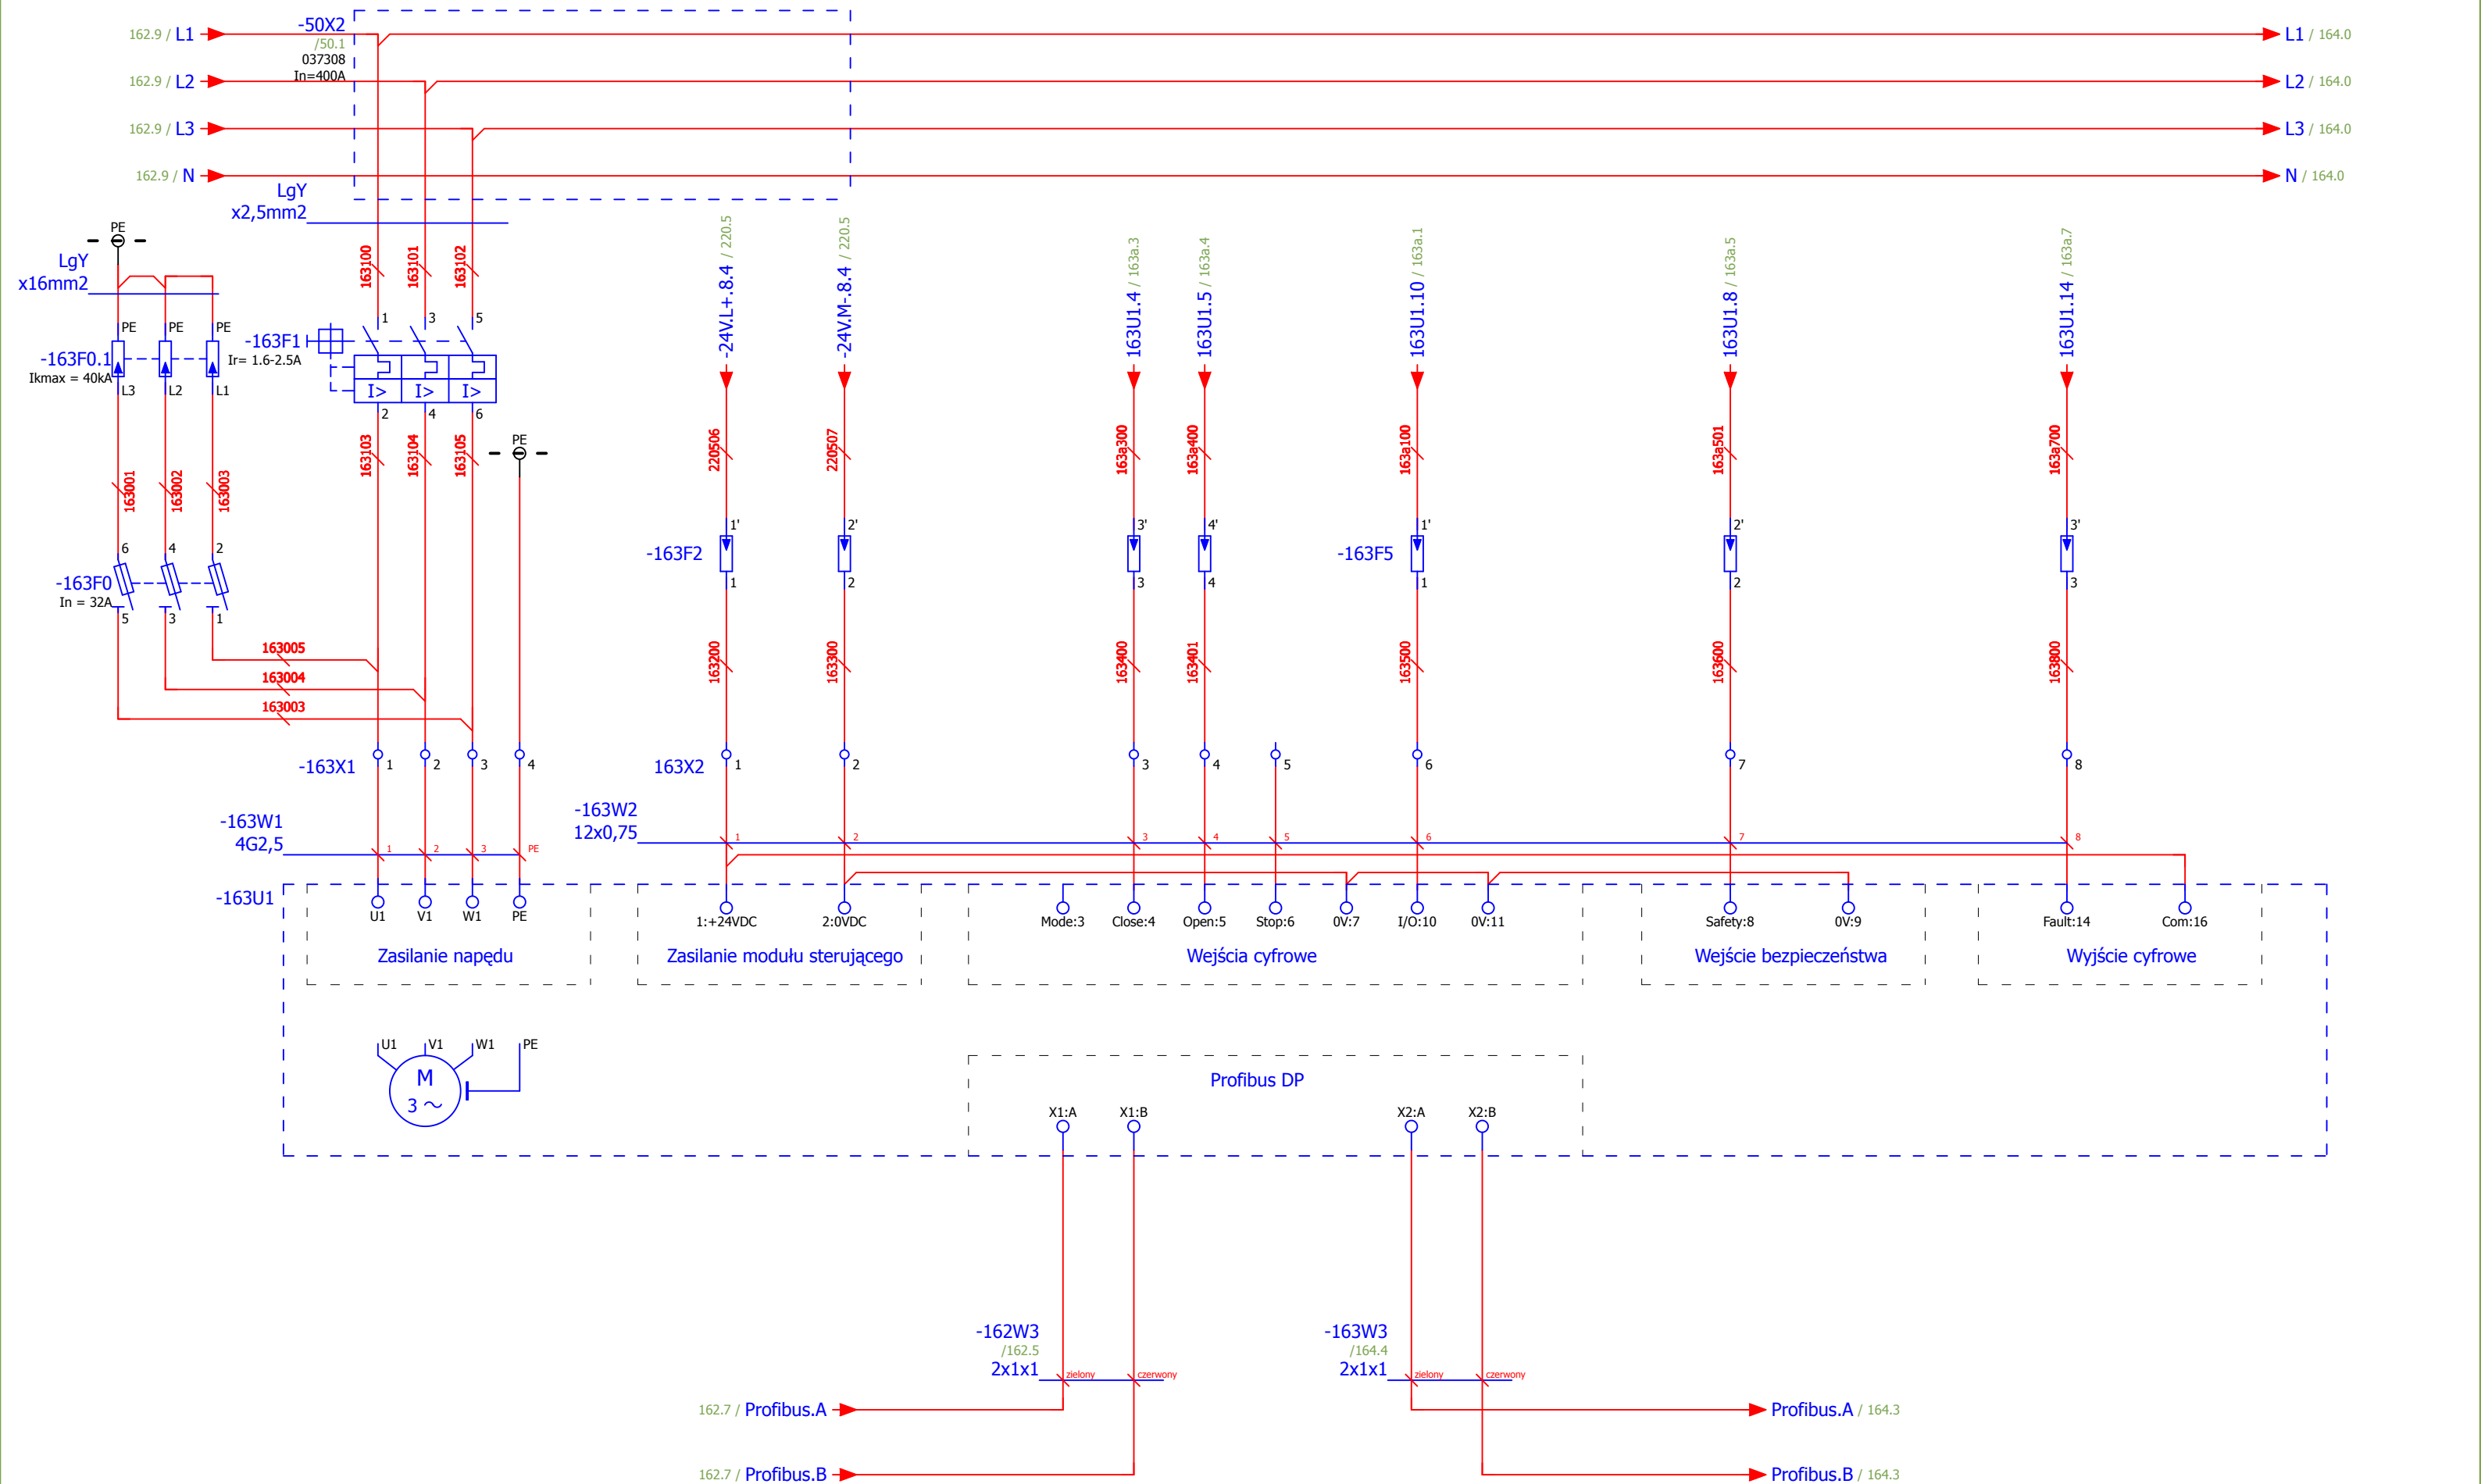 162.9 / L1
-50X2
/50.1
037308
In=400A
L1 / 164.0
162.9 / L2
L2 / 164.0
162.9 / L3
L3 / 164.0
162.9 / N
N / 164.0
LgY
x2,5mm2
PE
LgY
x16mm2
163100
163101
163102
-24V.L+.8.4 / 220.5
-24V.M-.8.4 / 220.5
163U1.4 / 163a.3
163U1.5 / 163a.4
163U1.10 / 163a.1
163U1.8 / 163a.5
163U1.14 / 163a.7
PE PE PE
-163F0.1
Ikmax = 40kA
L3 L2 L1
-163F1
Ir= 1.6-2.5A
1 3 5
I> I> I>
2 4 6
163103
163104
163105
PE
220506
220507
163a300
163a400
163a100
163a501
163a700
163001
163002
163003
6 4 2
-163F0
In = 32A
5 3 1
-163F2
1' 2' 3' 4'
1 2 3 4
-163F5
1' 2' 3'
1 2 3
163005
163004
163003
163200
163300
163400
163401
163500
163600
163800
-163X1
1 2 3 4
163X2
1 2 3 4 5 6 7 8
-163W1
4G2,5
1 2 3 PE
-163W2
12x0,75
1 2 3 4 5 6 7 8
-163U1
U1 V1 W1 PE
Zasilanie napędu
1:+24VDC 2:0VDC
Zasilanie modułu sterującego
Mode:3 Close:4 Open:5 Stop:6 0V:7 I/O:10 0V:11
Wejścia cyfrowe
Safety:8 0V:9
Wejście bezpieczeństwa
Fault:14 Com:16
Wyjście cyfrowe
U1 V1 W1 PE
M
3 ~
Profibus DP
X1:A X1:B X2:A X2:B
-162W3
/162.5
2x1x1
zielony czerwony
-163W3
/164.4
2x1x1
zielony czerwony
162.7 / Profibus.A
Profibus.A / 164.3
162.7 / Profibus.B
Profibus.B / 164.3